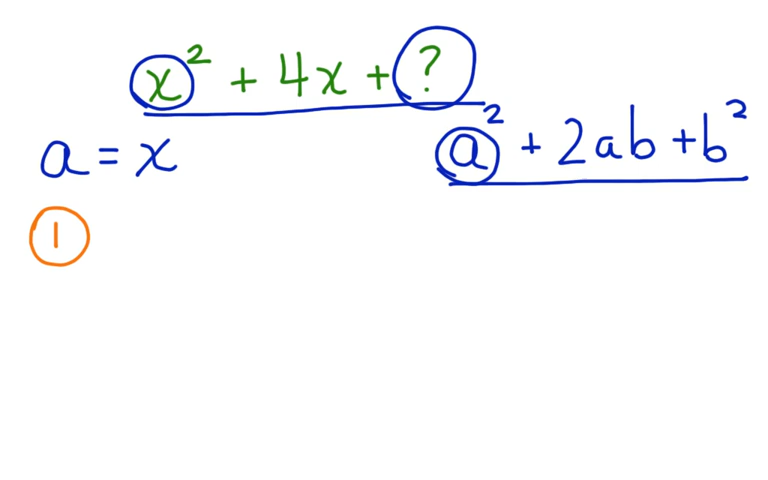 x² + 4x + ?
a = x
a² + 2ab + b²
1